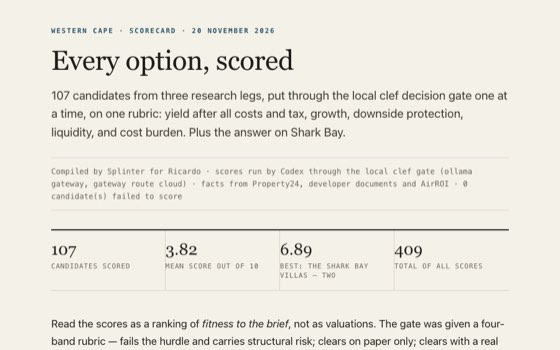 WESTERN CAPE · SCORECARD · 20 NOVEMBER 2026
Every option, scored
107 candidates from three research legs, put through the local clef decision gate one at
a time, on one rubric: yield after all costs and tax, growth, downside protection,
liquidity, and cost burden. Plus the answer on Shark Bay.
Compiled by Splinter for Ricardo · scores run by Codex through the local clef gate (ollama
gateway, gateway route cloud) · facts from Property24, developer documents and AirROI · 0
candidate(s) failed to score
107
CANDIDATES SCORED
3.82
MEAN SCORE OUT OF 10
6.89
BEST: THE SHARK BAY
VILLAS — TWO
409
TOTAL OF ALL SCORES
Read the scores as a ranking of fitness to the brief, not as valuations. The gate was given a four-
band rubric — fails the hurdle and carries structural risk; clears on paper only; clears with a real